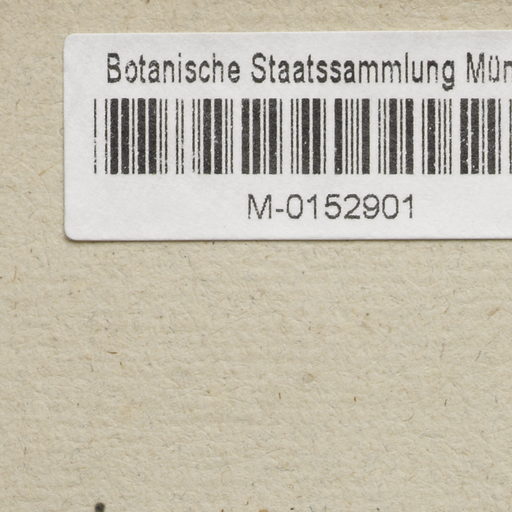 Botanische Staatssammlung Mün
M-0152901